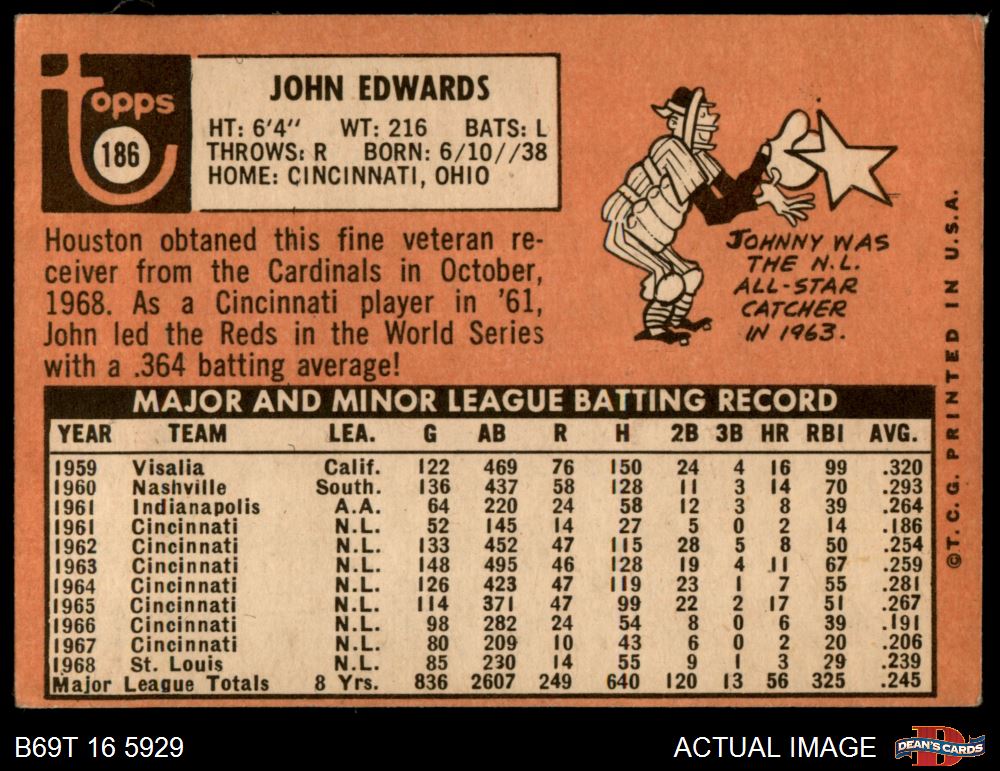 Topps
186
JOHN EDWARDS
HT: 6'4" WT: 216 BATS: L
THROWS: R BORN: 6/10//38
HOME: CINCINNATI, OHIO
Houston obtaned this fine veteran re-
ceiver from the Cardinals in October,
1968. As a Cincinnati player in '61,
John led the Reds in the World Series
with a .364 batting average!
JOHNNY WAS
THE N.L.
ALL-STAR
CATCHER
IN 1963.
MAJOR AND MINOR LEAGUE BATTING RECORD
YEAR TEAM LEA. G AB R H 2B 3B HR RBI AVG.
1959 Visalia Calif. 122 469 76 150 24 4 16 99 .320
1960 Nashville South. 136 437 58 128 11 3 14 70 .293
1961 Indianapolis A.A. 64 220 24 58 12 3 8 39 .264
1961 Cincinnati N.L. 52 145 14 27 5 0 2 14 .186
1962 Cincinnati N.L. 133 452 47 115 28 5 8 50 .254
1963 Cincinnati N.L. 148 495 46 128 19 4 11 67 .259
1964 Cincinnati N.L. 126 423 47 119 23 1 7 55 .281
1965 Cincinnati N.L. 114 371 47 99 22 2 17 51 .267
1966 Cincinnati N.L. 98 282 24 54 8 0 6 39 .191
1967 Cincinnati N.L. 80 209 10 43 6 0 2 20 .206
1968 St. Louis N.L. 85 230 14 55 9 1 3 29 .239
Major League Totals 8 Yrs. 836 2607 249 640 120 13 56 325 .245
©T.C.G. PRINTED IN U.S.A.
B69T 16 5929
ACTUAL IMAGE
D
DEAN'S CARDS